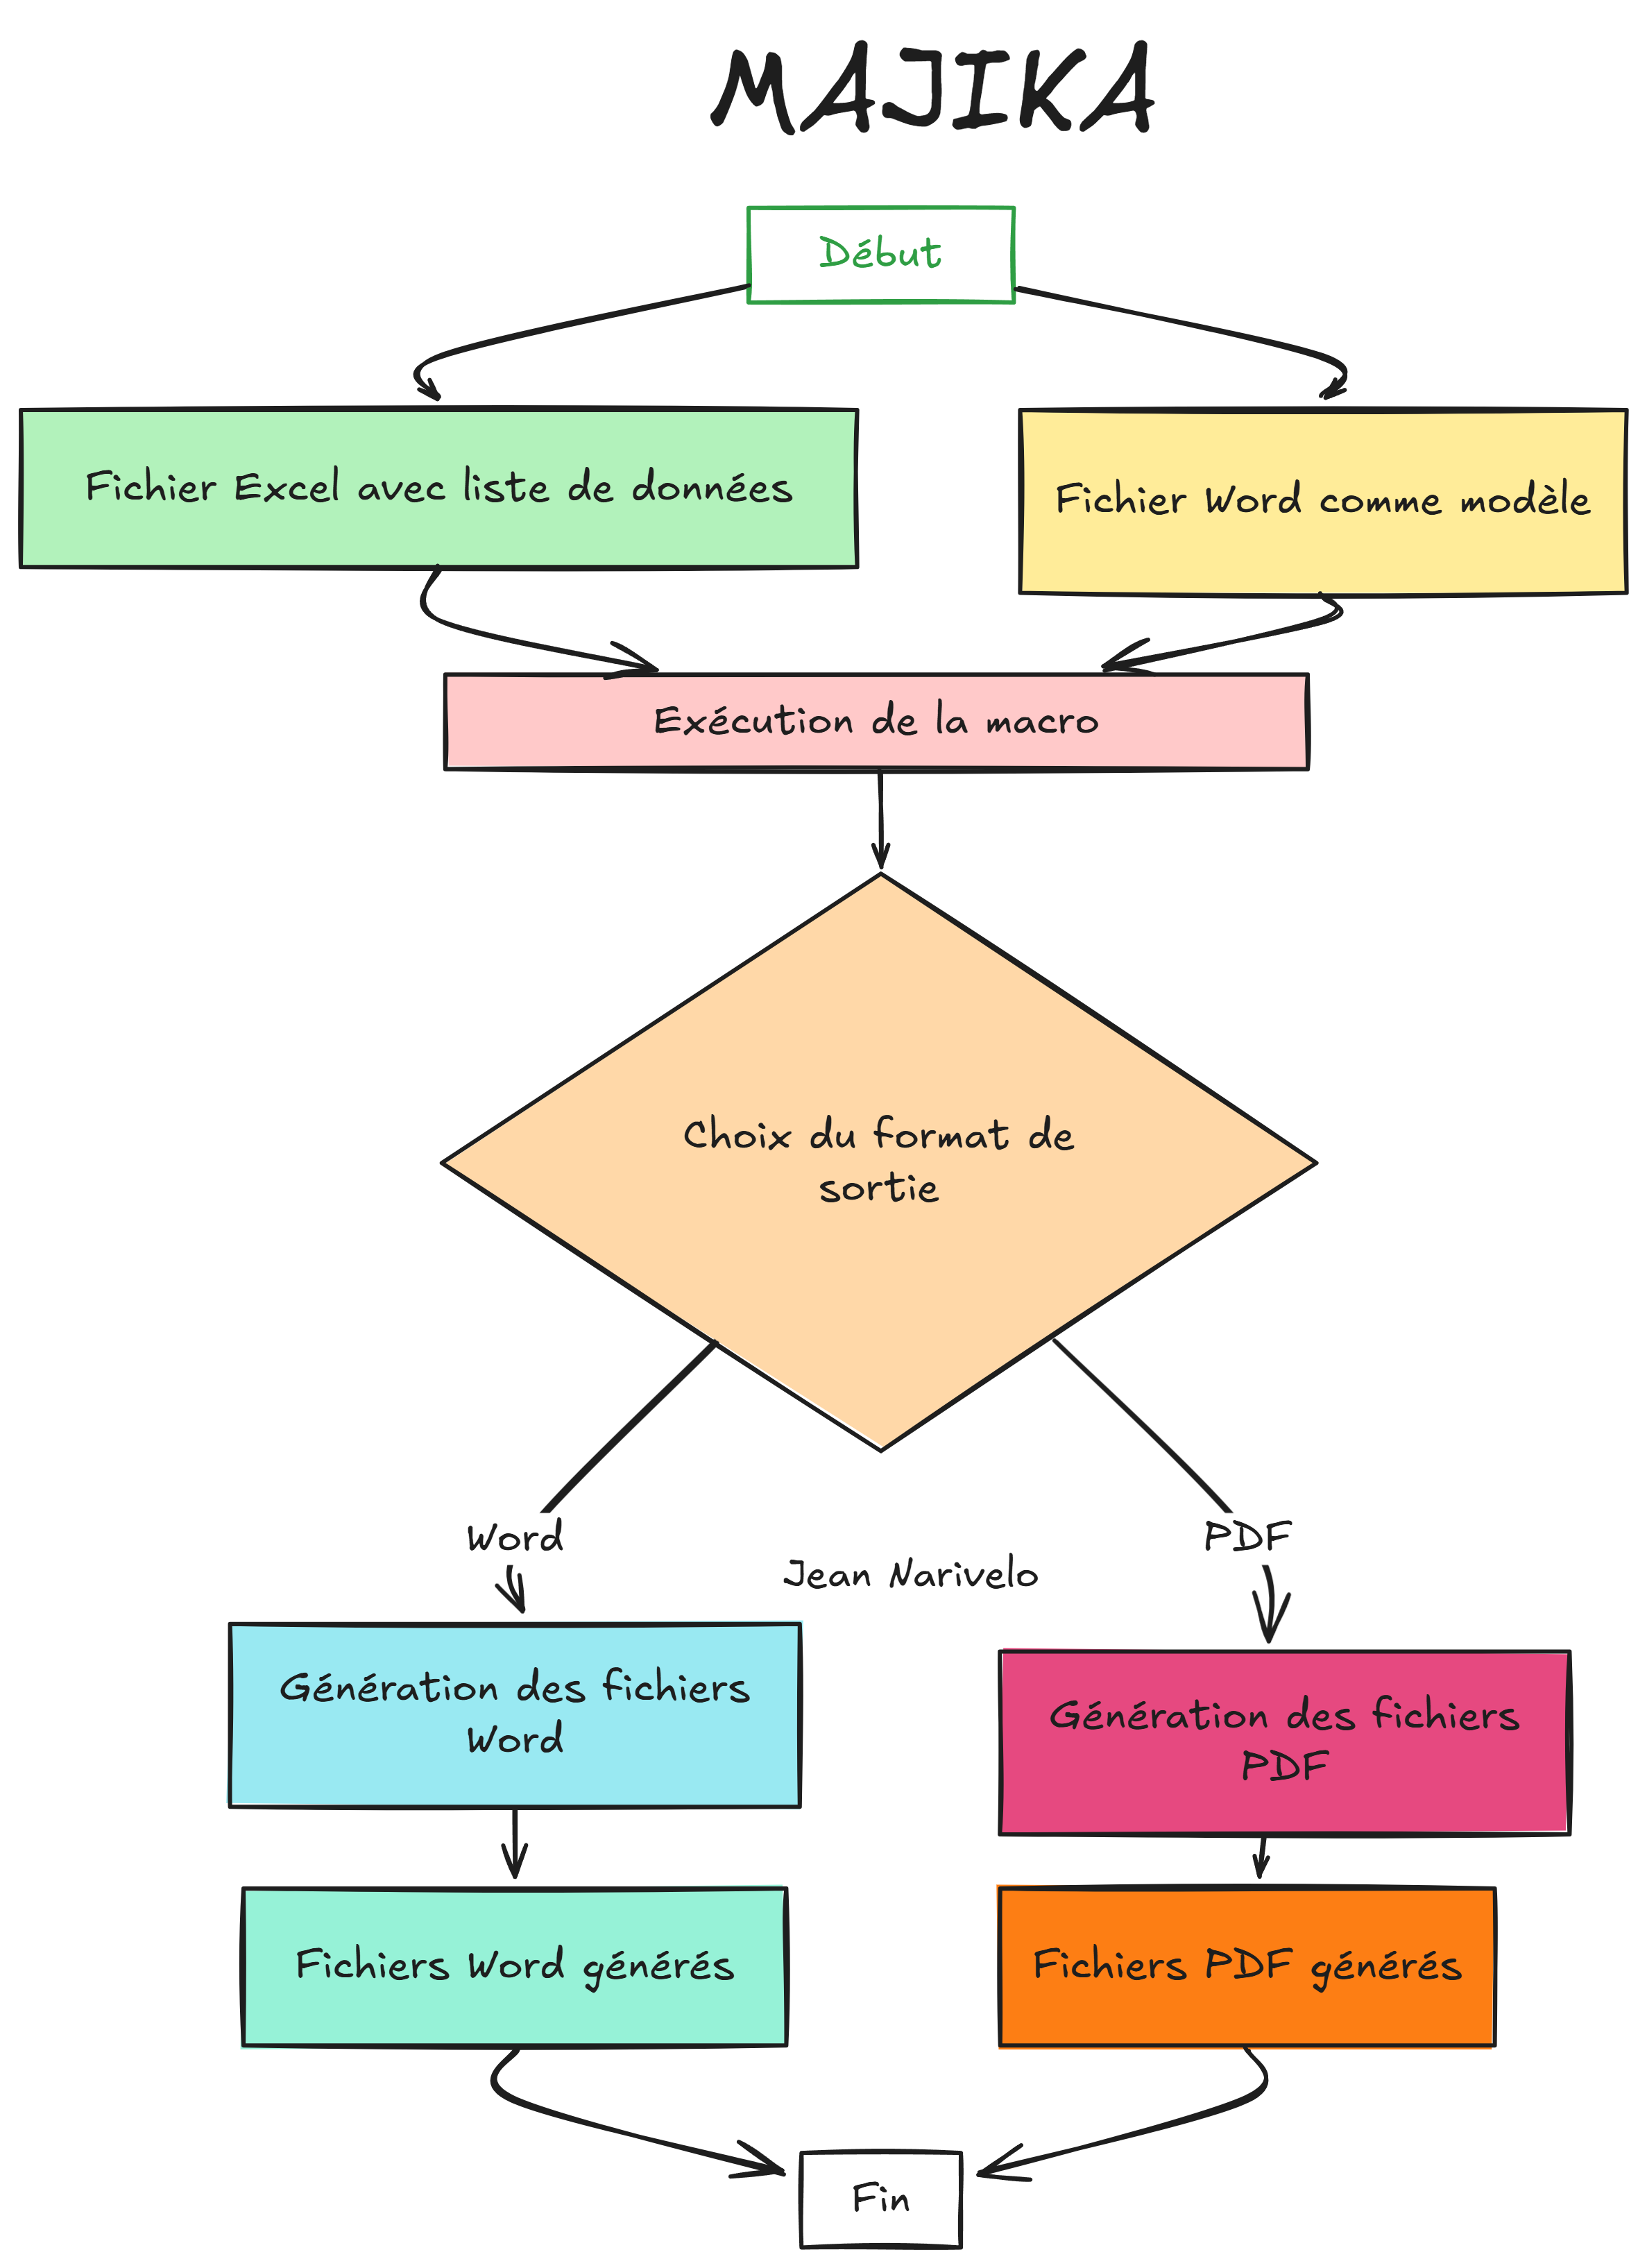 MAJIKA
Début
Fichier Excel avec liste de données
Fichier Word comme modèle
Exécution de la macro
Choix du format de
sortie
Word
PDF
Jean Narivelo
Génération des fichiers
Word
Génération des fichiers
PDF
Fichiers Word générés
Fichiers PDF générés
Fin